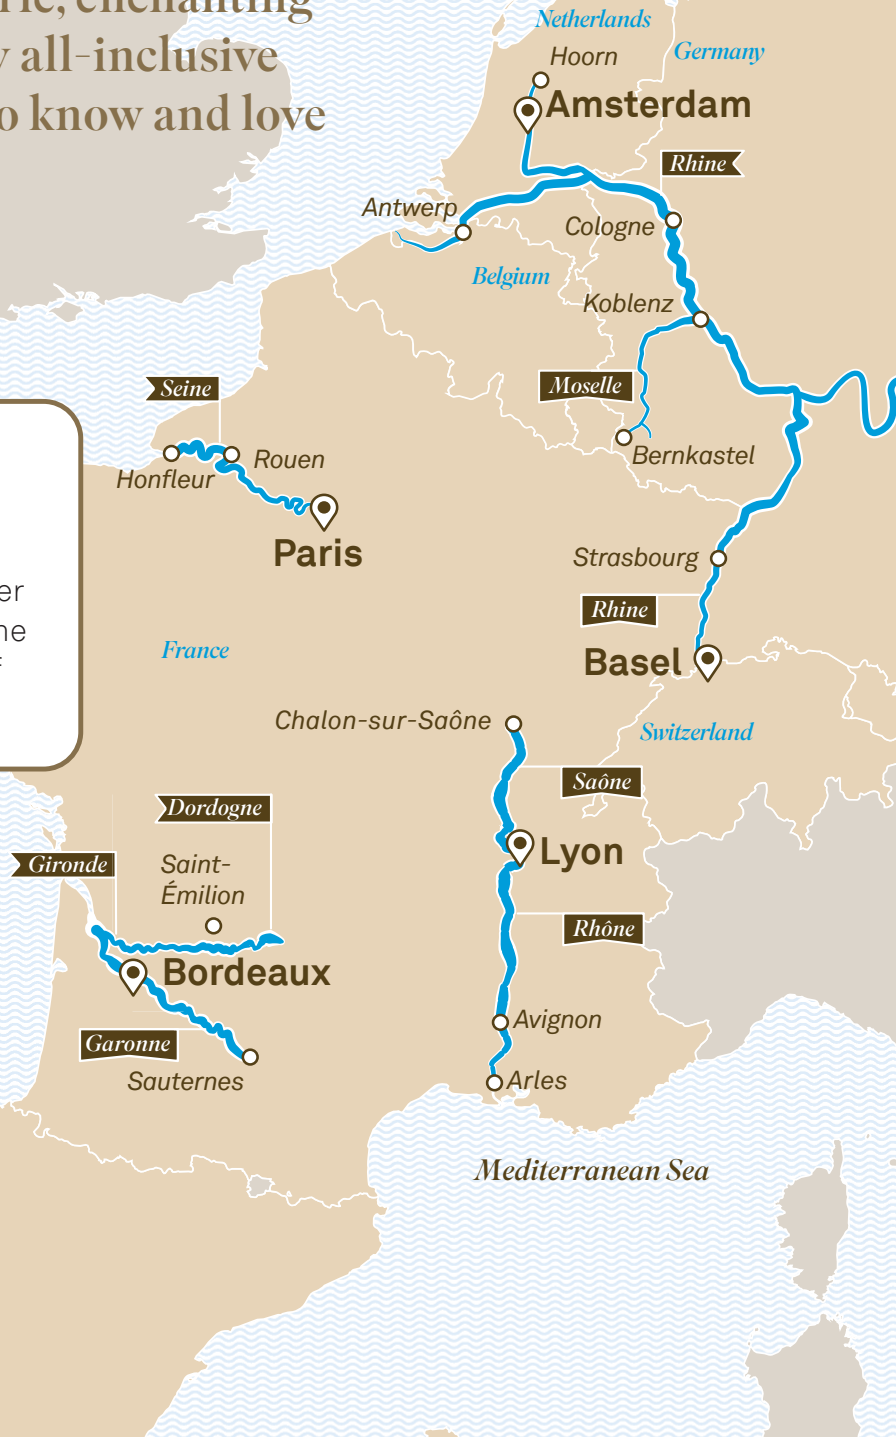 enchanting
all-inclusive
know and love
Netherlands
Hoorn
Germany
Amsterdam
Rhine
Antwerp
Cologne
Belgium
Koblenz
Seine
Moselle
Bernkastel
Rouen
Honfleur
Paris
Strasbourg
Rhine
France
Basel
Chalon-sur-Saône
Switzerland
Saône
Dordogne
Gironde
Saint-
Émilion
Lyon
Rhône
Bordeaux
Avignon
Garonne
Sauternes
Arles
Mediterranean Sea